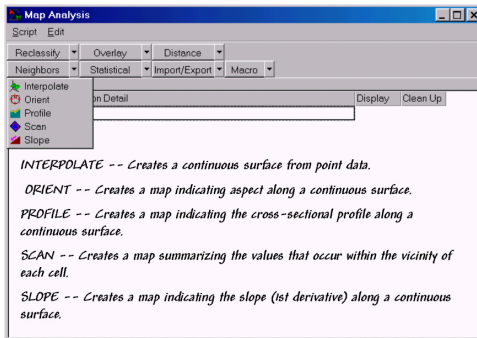 Map Analysis
Script Edit
Reclassify Overlay Distance
Neighbors Statistical Import/Export Macro
Interpolate
Orient
Profile
Scan
Slope
on Detail Display Clean Up
INTERPOLATE -- Creates a continuous surface from point data.
ORIENT -- Creates a map indicating aspect along a continuous surface.
PROFILE -- Creates a map indicating the cross-sectional profile along a
continuous surface.
SCAN -- Creates a map summarizing the values that occur within the vicinity of
each cell.
SLOPE -- Creates a map indicating the slope (1st derivative) along a continuous
surface.